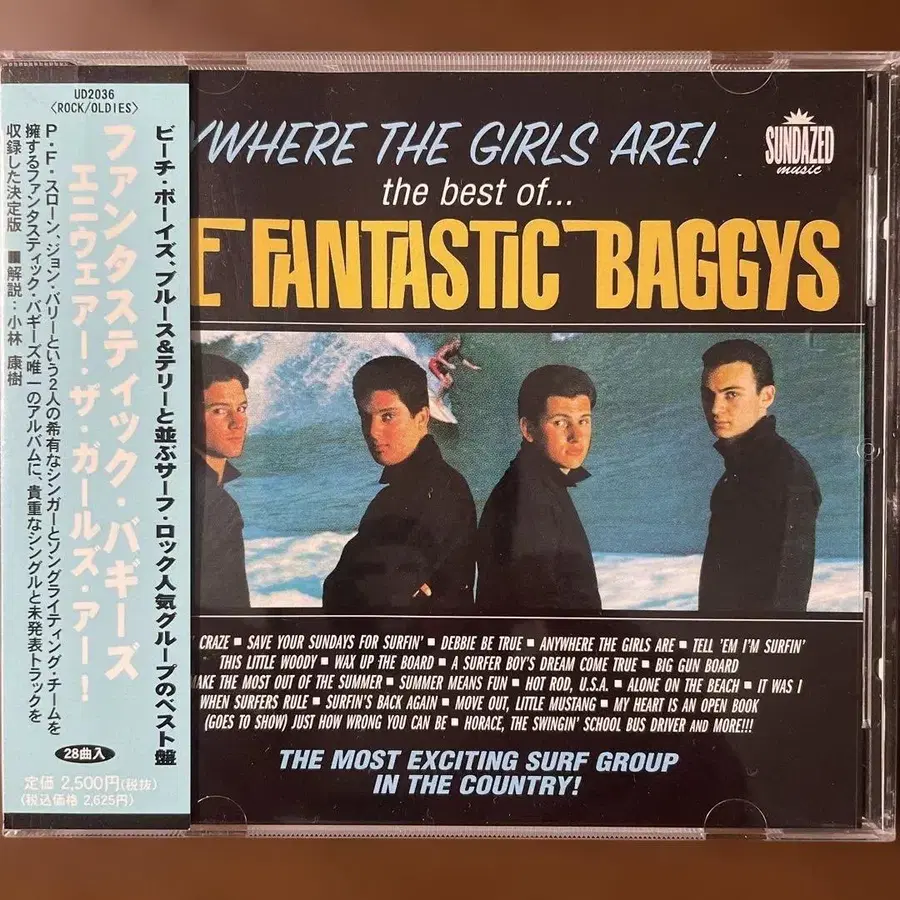 UD2036
〈ROCK/OLDIES〉
ビーチ・ボーイズ、ブルース&テリーと並ぶサーフ・ロック人気グループのベスト盤
ファンタスティック・バギーズ
エニウェアー・ザ・ガールズ・アー!
P・F・スローン、ジョン・バリーという2人の希有なシンガーとソングライティング・チームを
擁するファンタスティック・バギーズ唯一のアルバムに、貴重なシングルと未発表トラックを
収録した決定版 ■解説:小林 康樹
28曲入
定価 2,500円(税抜)
(税込価格 2,625円)
YWHERE THE GIRLS ARE!
the best of...
E FANTASTIC BAGGYS
SUNDAZED
music
CRAZE ■ SAVE YOUR SUNDAYS FOR SURFIN' ■ DEBBIE BE TRUE ■ ANYWHERE THE GIRLS ARE ■ TELL 'EM I'M SURFIN'
THIS LITTLE WOODY ■ WAX UP THE BOARD ■ A SURFER BOY'S DREAM COME TRUE ■ BIG GUN BOARD
AKE THE MOST OUT OF THE SUMMER ■ SUMMER MEANS FUN ■ HOT ROD, U.S.A. ■ ALONE ON THE BEACH ■ IT WAS I
WHEN SURFERS RULE ■ SURFIN'S BACK AGAIN ■ MOVE OUT, LITTLE MUSTANG ■ MY HEART IS AN OPEN BOOK
(GOES TO SHOW) JUST HOW WRONG YOU CAN BE ■ HORACE, THE SWINGIN' SCHOOL BUS DRIVER AND MORE!!!
THE MOST EXCITING SURF GROUP
IN THE COUNTRY!